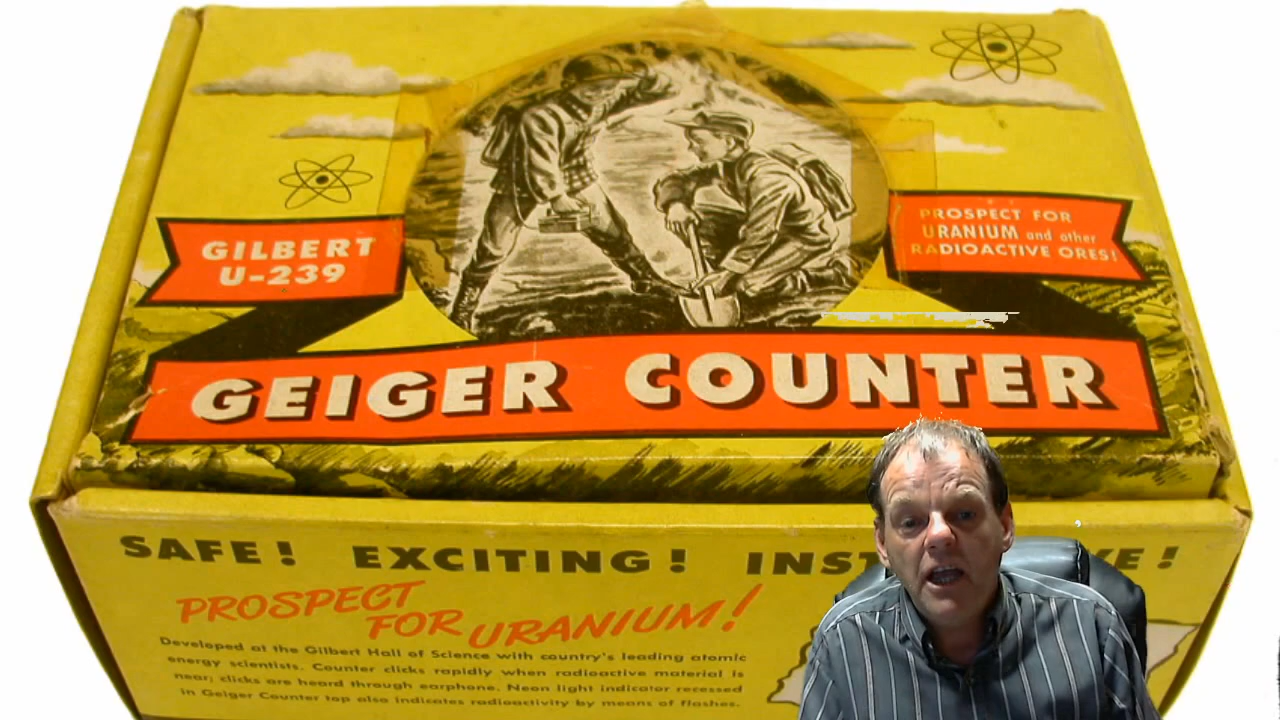 GILBERT
U-239
PROSPECT FOR
URANIUM and other
RADIOACTIVE ORES!
GEIGER COUNTER
SAFE! EXCITING! INST VE!
PROSPECT
FOR URANIUM!
Developed at the Gilbert Hall of Science with country's leading atomic
energy scientists. Counter clicks rapidly when radioactive material is
near; clicks are heard through earphone. Neon light indicator recessed
in Geiger Counter top also indicates radioactivity by means of flashes.